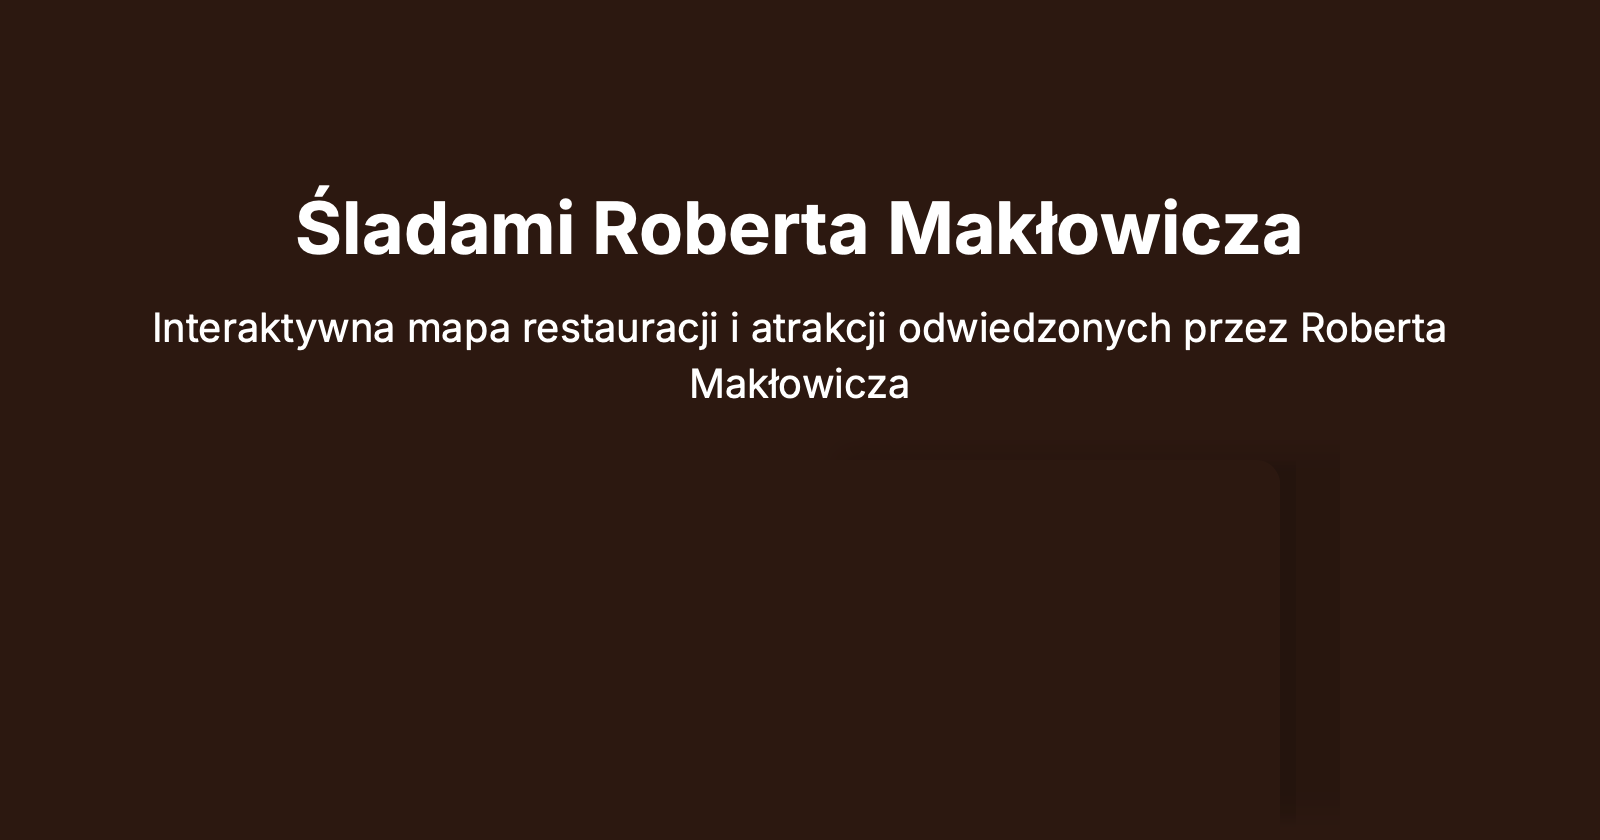 Śladami Roberta Makłowicza
Interaktywna mapa restauracji i atrakcji odwiedzonych przez Roberta
Makłowicza